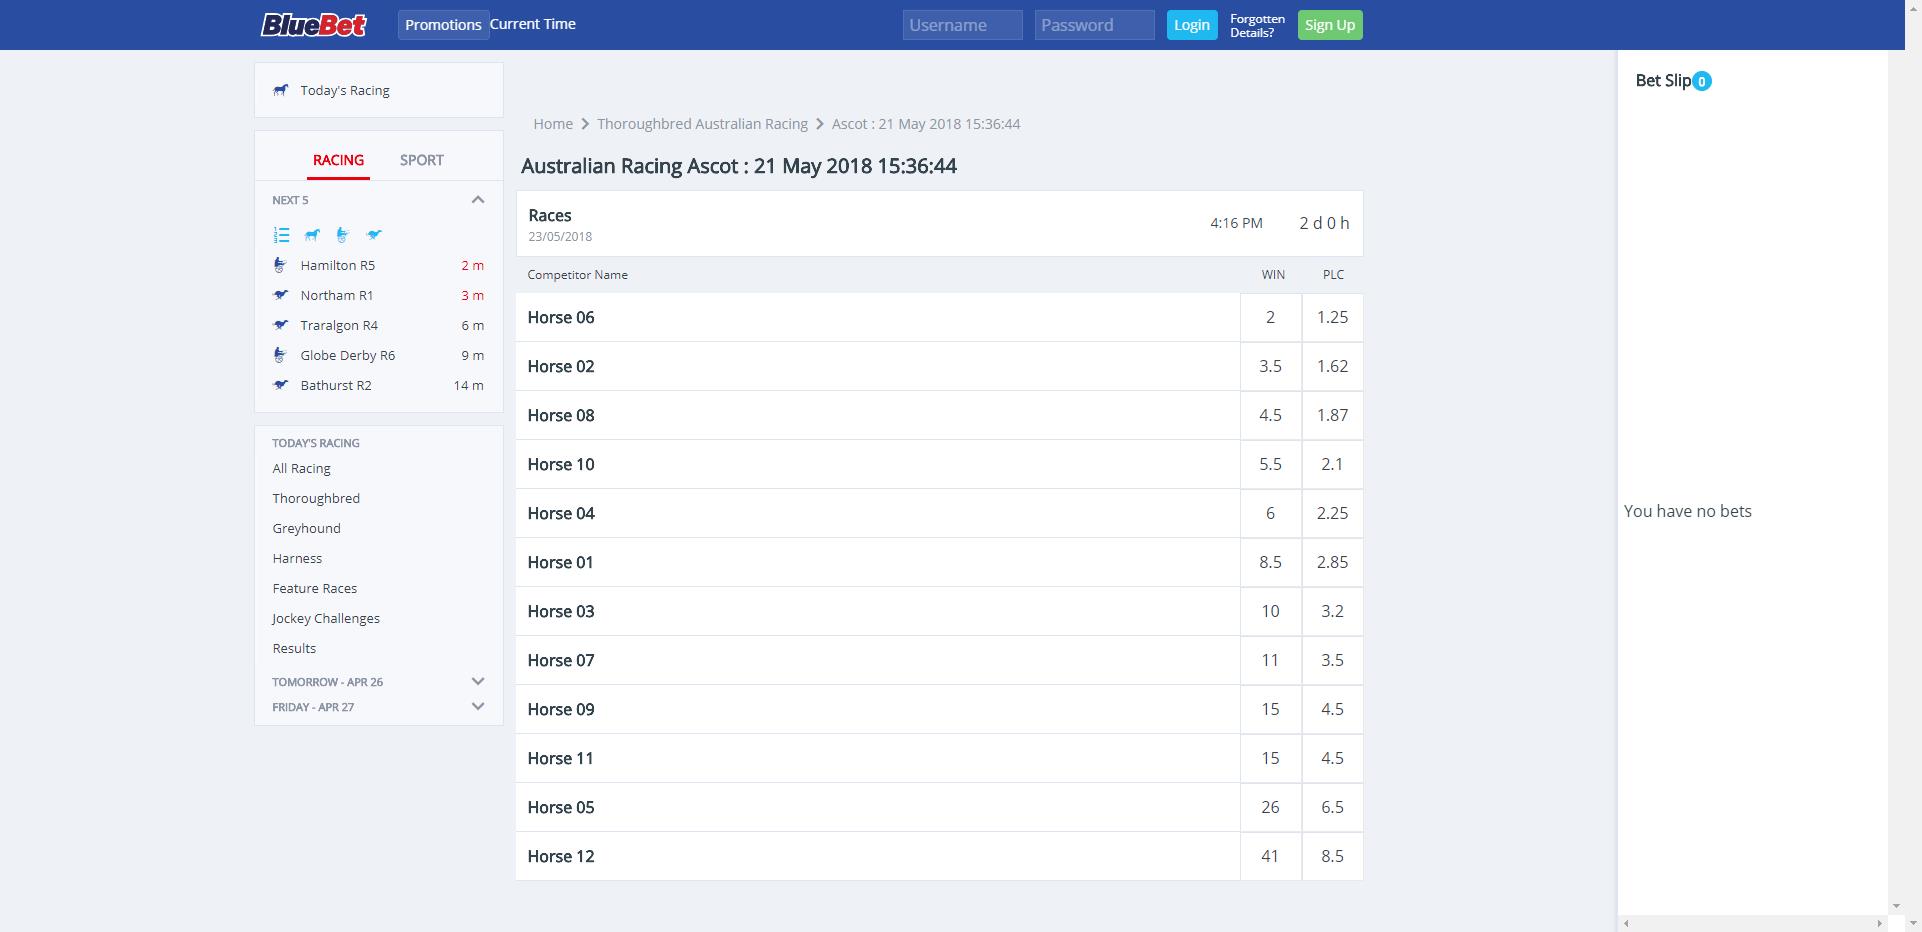 BlueBet
Promotions Current Time
Username Password Login Forgotten Details? Sign Up
Today's Racing
RACING SPORT
NEXT 5
Hamilton R5 2 m
Northam R1 3 m
Traralgon R4 6 m
Globe Derby R6 9 m
Bathurst R2 14 m
TODAY'S RACING
All Racing
Thoroughbred
Greyhound
Harness
Feature Races
Jockey Challenges
Results
TOMORROW - APR 26
FRIDAY - APR 27
Home > Thoroughbred Australian Racing > Ascot : 21 May 2018 15:36:44
Australian Racing Ascot : 21 May 2018 15:36:44
Races 4:16 PM 2 d 0 h
23/05/2018
Competitor Name WIN PLC
Horse 06 2 1.25
Horse 02 3.5 1.62
Horse 08 4.5 1.87
Horse 10 5.5 2.1
Horse 04 6 2.25
Horse 01 8.5 2.85
Horse 03 10 3.2
Horse 07 11 3.5
Horse 09 15 4.5
Horse 11 15 4.5
Horse 05 26 6.5
Horse 12 41 8.5
Bet Slip 0
You have no bets